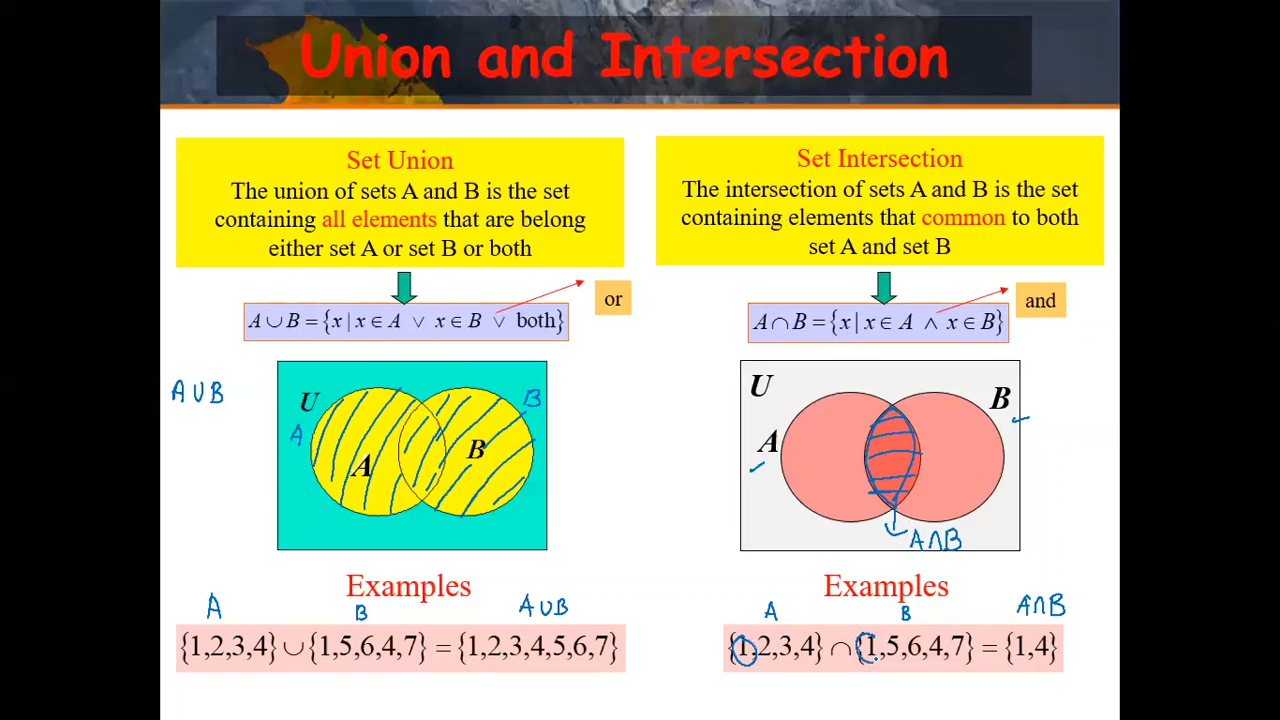 Union and Intersection
Set Union
The union of sets A and B is the set
containing all elements that are belong
either set A or set B or both
or
A ∪ B = {x | x ∈ A ∨ x ∈ B ∨ both}
A ∪ B
U
A
B
A
B
Examples
A
B
A ∪ B
{1,2,3,4} ∪ {1,5,6,4,7} = {1,2,3,4,5,6,7}
Set Intersection
The intersection of sets A and B is the set
containing elements that common to both
set A and set B
and
A ∩ B = {x | x ∈ A ∧ x ∈ B}
U
B
A
A ∩ B
Examples
A
B
A ∩ B
{1,2,3,4} ∩ {1,5,6,4,7} = {1,4}